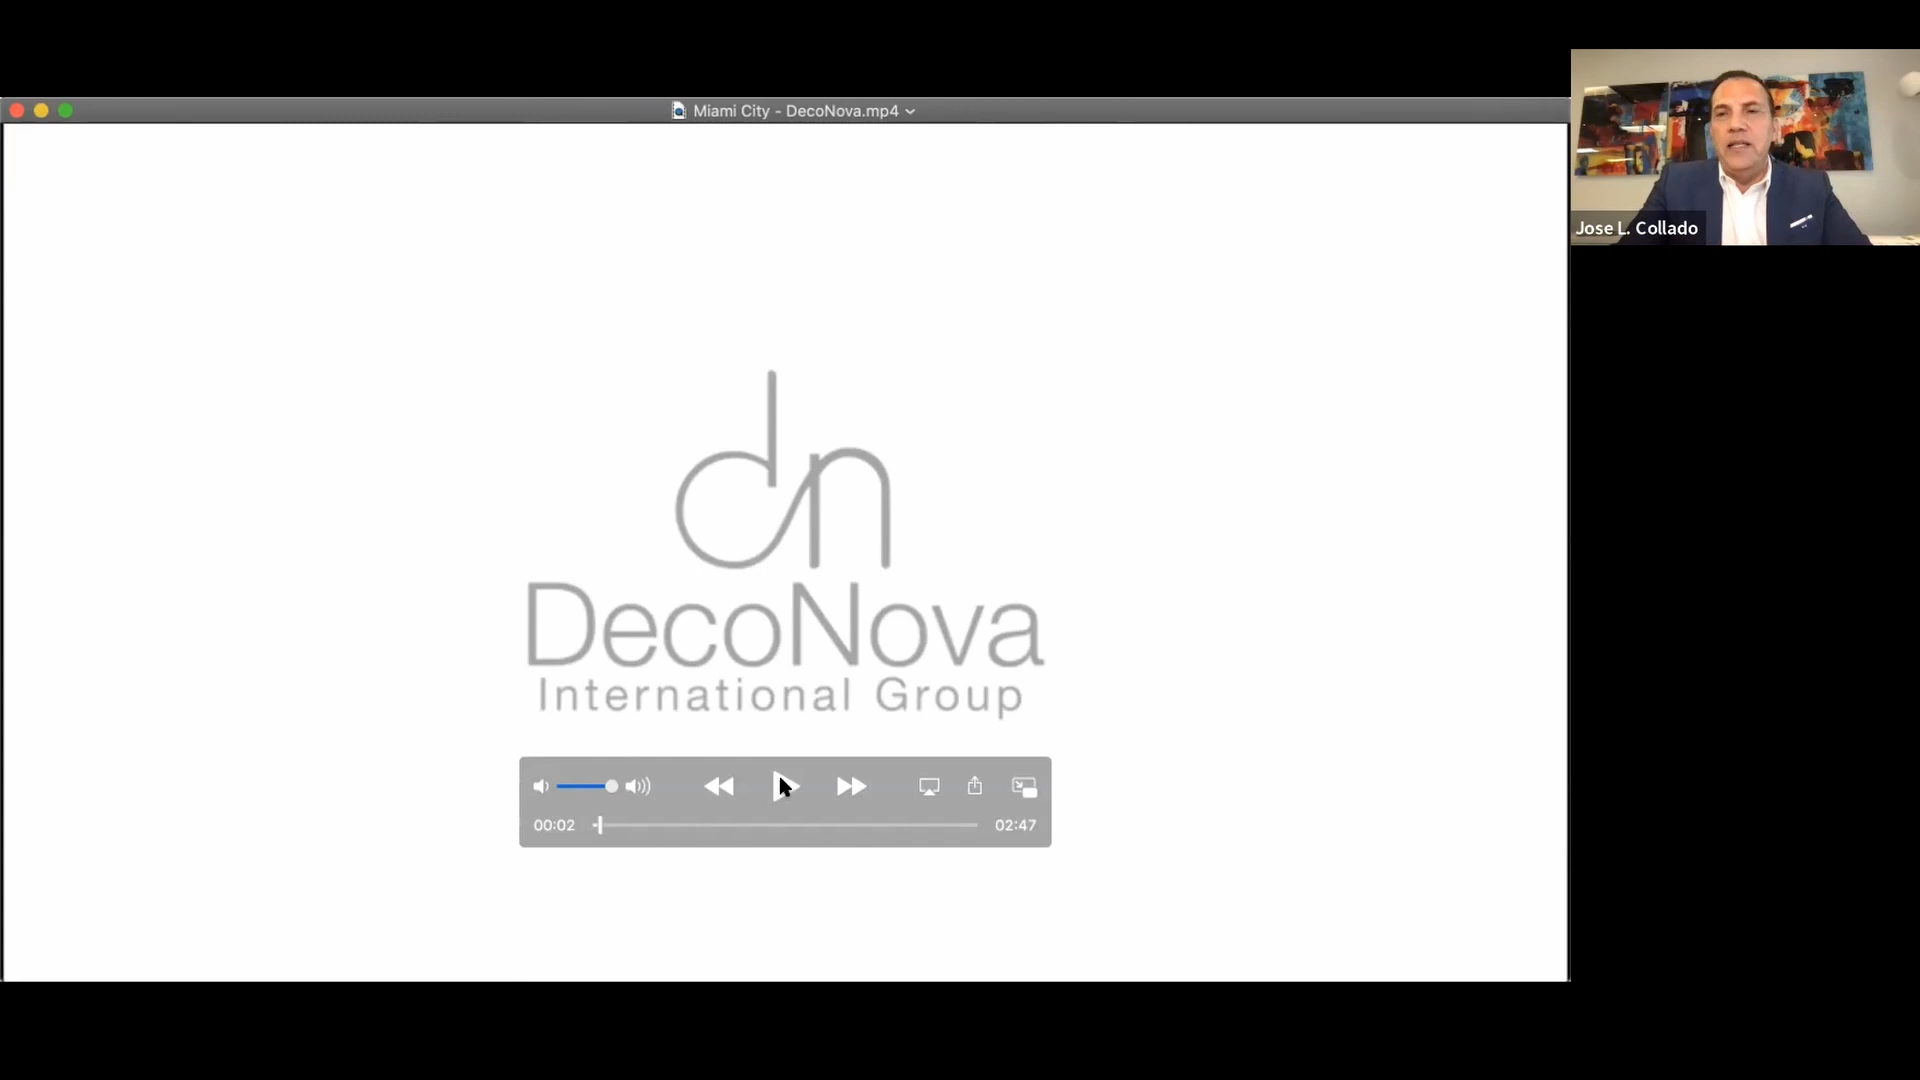 Miami City - DecoNova.mp4
Jose L. Collado
dn
DecoNova
International Group
00:02
02:47